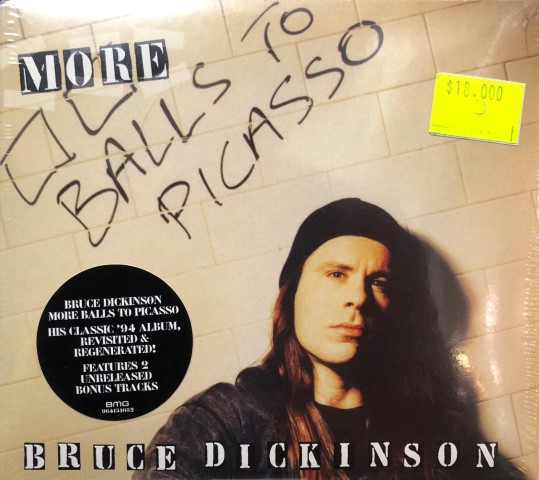 MORE
BALLS TO
PICASSO
$18.000
BRUCE DICKINSON
MORE BALLS TO PICASSO
HIS CLASSIC '94 ALBUM,
REVISITED &
REGENERATED!
FEATURES 2
UNRELEASED
BONUS TRACKS
BMG
964151052
BRUCE DICKINSON